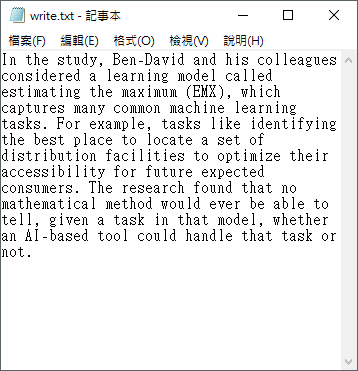 write.txt - 記事本
檔案(F) 編輯(E) 格式(O) 檢視(V) 說明(H)
In the study, Ben-David and his colleagues
considered a learning model called
estimating the maximum (EMX), which
captures many common machine learning
tasks. For example, tasks like identifying
the best place to locate a set of
distribution facilities to optimize their
accessibility for future expected
consumers. The research found that no
mathematical method would ever be able to
tell, given a task in that model, whether
an AI-based tool could handle that task or
not.